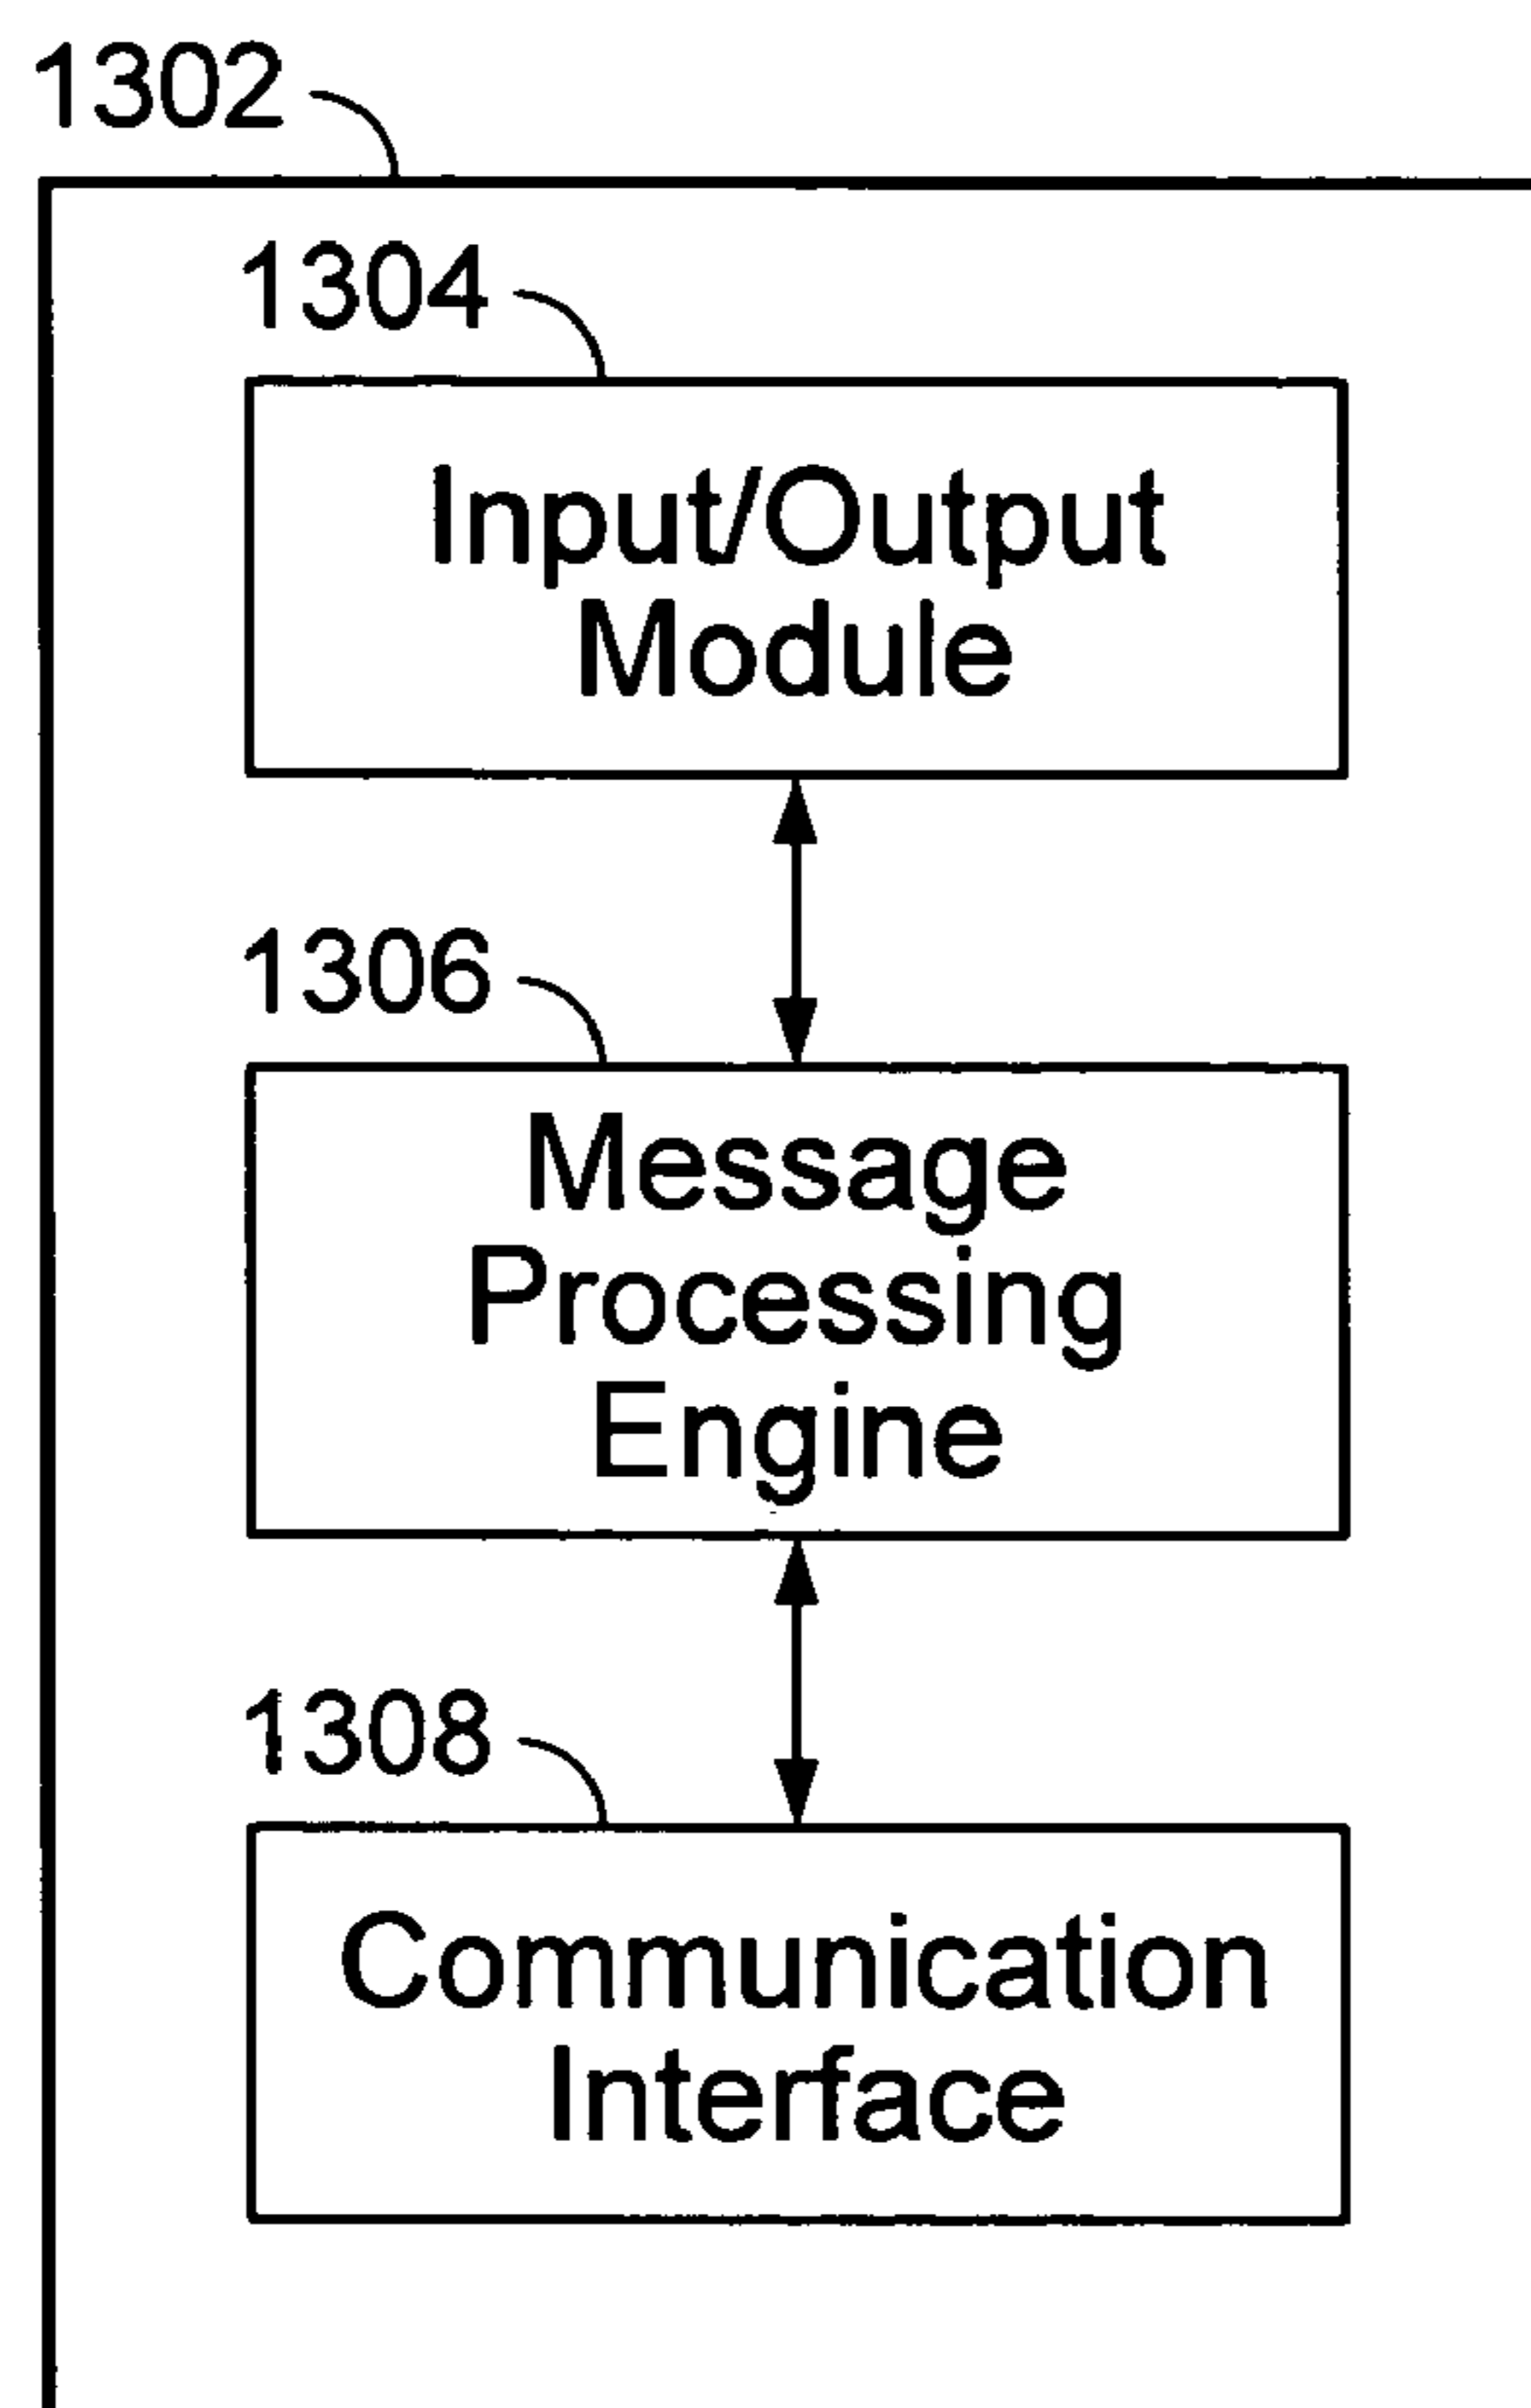 1302
1304
Input/Output
Module
1306
Message
Processing
Engine
1308
Communication
Interface